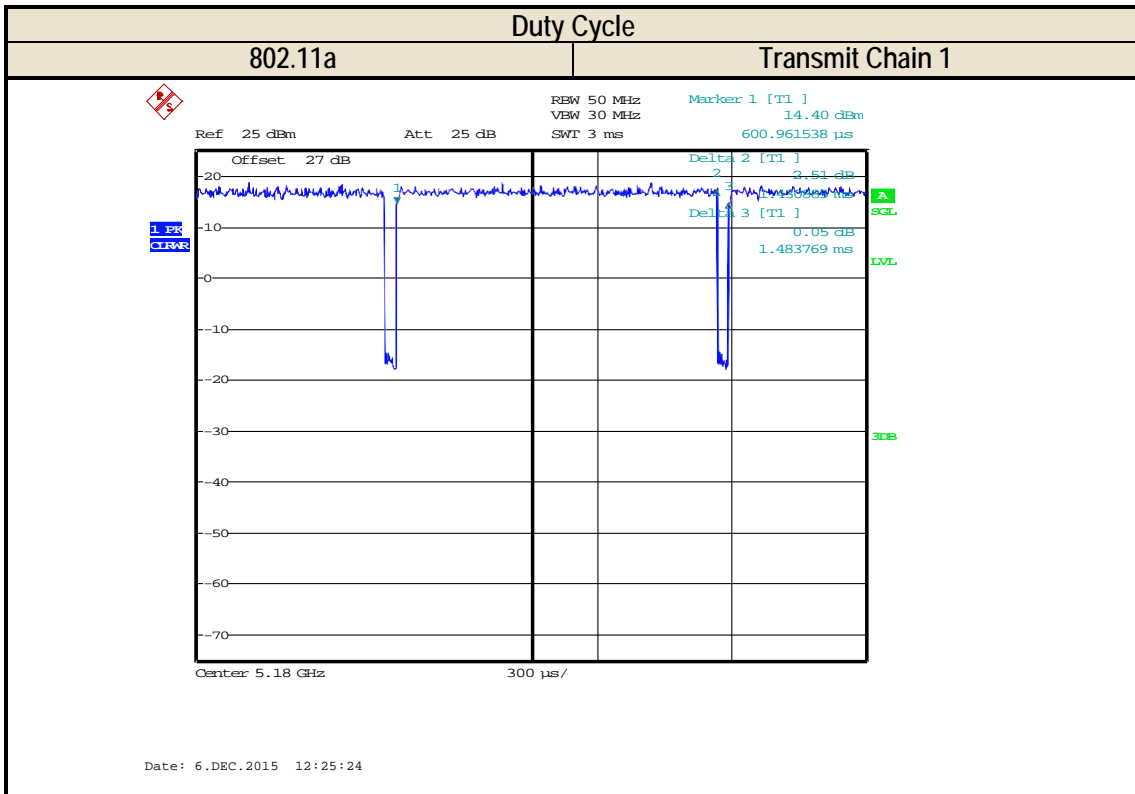 Duty Cycle
802.11a Transmit Chain 1
RBW 50 MHz Marker 1 [T1 ]
VBW 30 MHz 14.40 dBm
Ref 25 dBm Att 25 dB SWT 3 ms 600.961538 µs
Offset 27 dB Delta 2 [T1 ]
20 2 2.51 dB
1 3 A
Delta 3 [T1 ] SGL
1 PK 10 0.05 dB
CLRWR 1.483769 ms
LVL
0
-10
-20
-30 3DB
-40
-50
-60
-70
Center 5.18 GHz 300 µs/
Date: 6.DEC.2015 12:25:24